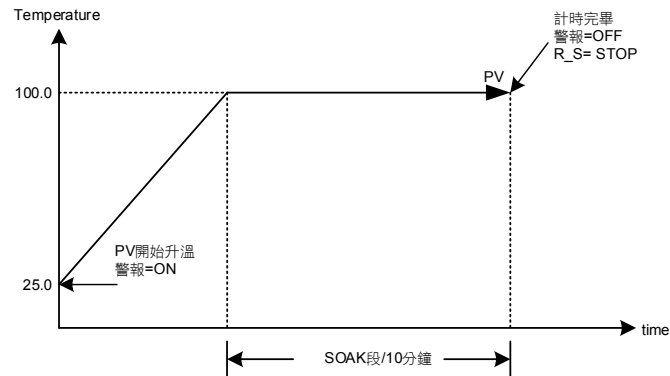 Temperature
計時完畢
警報=OFF
R_S= STOP
PV
100.0
PV開始升溫
警報=ON
25.0
time
SOAK段/10分鐘